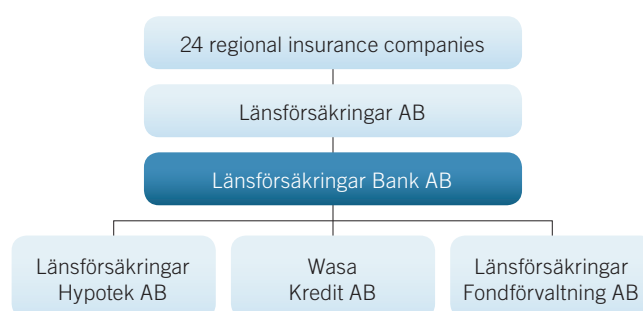 24 regional insurance companies
Länsförsäkringar AB
Länsförsäkringar Bank AB
Länsförsäkringar
Hypotek AB
Wasa
Kredit AB
Länsförsäkringar
Fondförvaltning AB